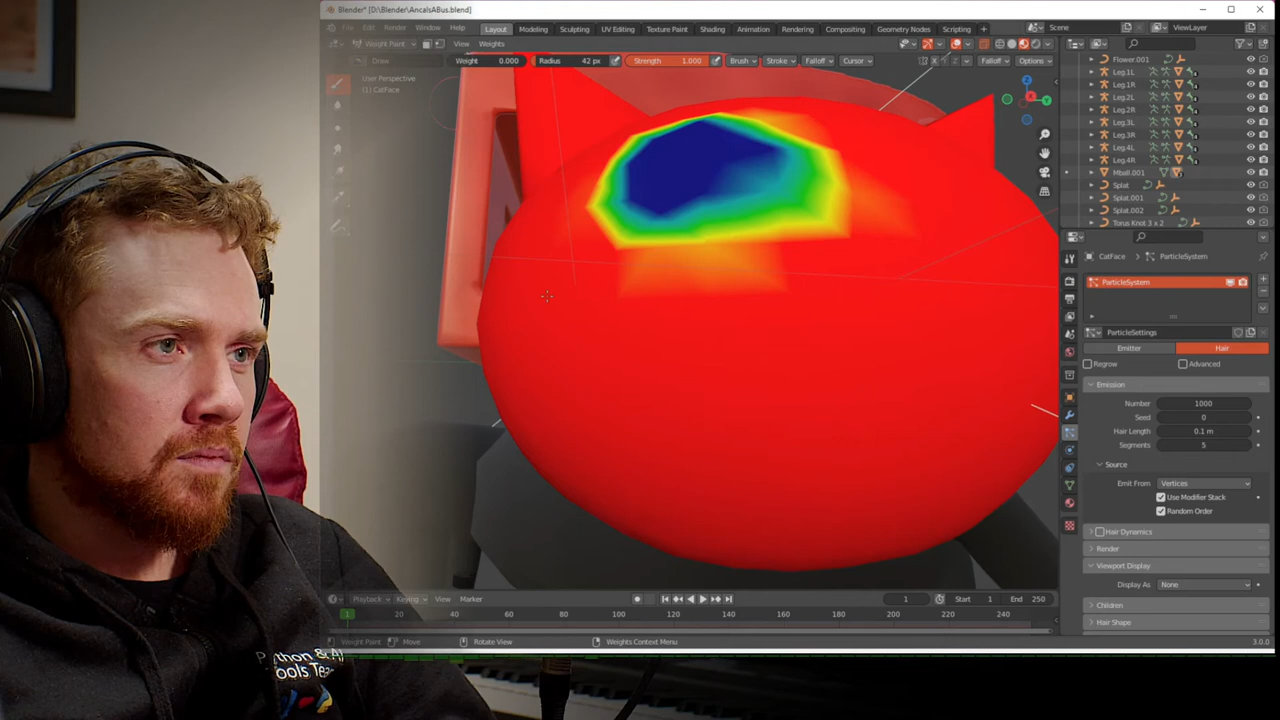 Blender* [D:\Blender\AncalsABus.blend]
File Edit Render Window Help Layout Modeling Sculpting UV Editing Texture Paint Shading Animation Rendering Compositing Geometry Nodes Scripting + Scene ViewLayer
Weight Paint View Weights
Draw Weight 0.000 Radius 42 px Strength 1.000 Brush Stroke Falloff Cursor X Y Z Falloff Options
User Perspective
(1) CatFace
Flower.001
Leg.1L
Leg.1R
Leg.2L
Leg.2R
Leg.3L
Leg.3R
Leg.4L
Leg.4R
Mball.001
Splat
Splat.001
Splat.002
Torus Knot 3 x 2
CatFace > ParticleSystem
ParticleSystem
ParticleSettings
Emitter Hair
Regrow Advanced
Emission
Number 1000
Seed 0
Hair Length 0.1 m
Segments 5
Source
Emit From Vertices
Use Modifier Stack
Random Order
Hair Dynamics
Render
Viewport Display
Display As None
Children
Hair Shape
Playback Keying View Marker 1 Start 1 End 250
1 20 40 60 80 100 120 140 160 180 200 220 240
Weight Paint Move Rotate View Weights Context Menu 3.0.0
Python & AI
Tools Team